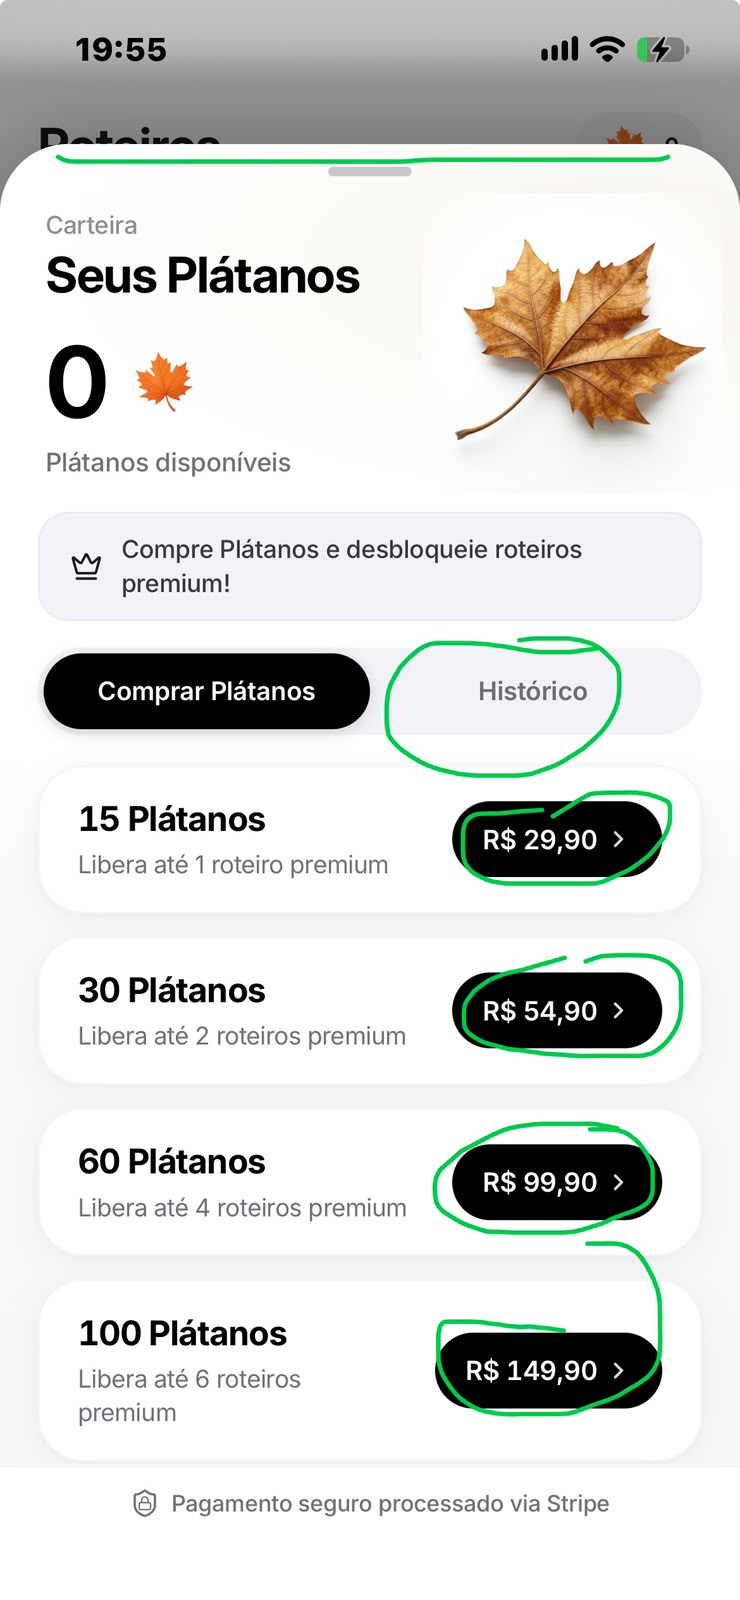 19:55
Roteiros
0
Carteira
Seus Plátanos
0
Plátanos disponíveis
Compre Plátanos e desbloqueie roteiros
premium!
Comprar Plátanos
Histórico
15 Plátanos
Libera até 1 roteiro premium
R$ 29,90
30 Plátanos
Libera até 2 roteiros premium
R$ 54,90
60 Plátanos
Libera até 4 roteiros premium
R$ 99,90
100 Plátanos
Libera até 6 roteiros
premium
R$ 149,90
Pagamento seguro processado via Stripe